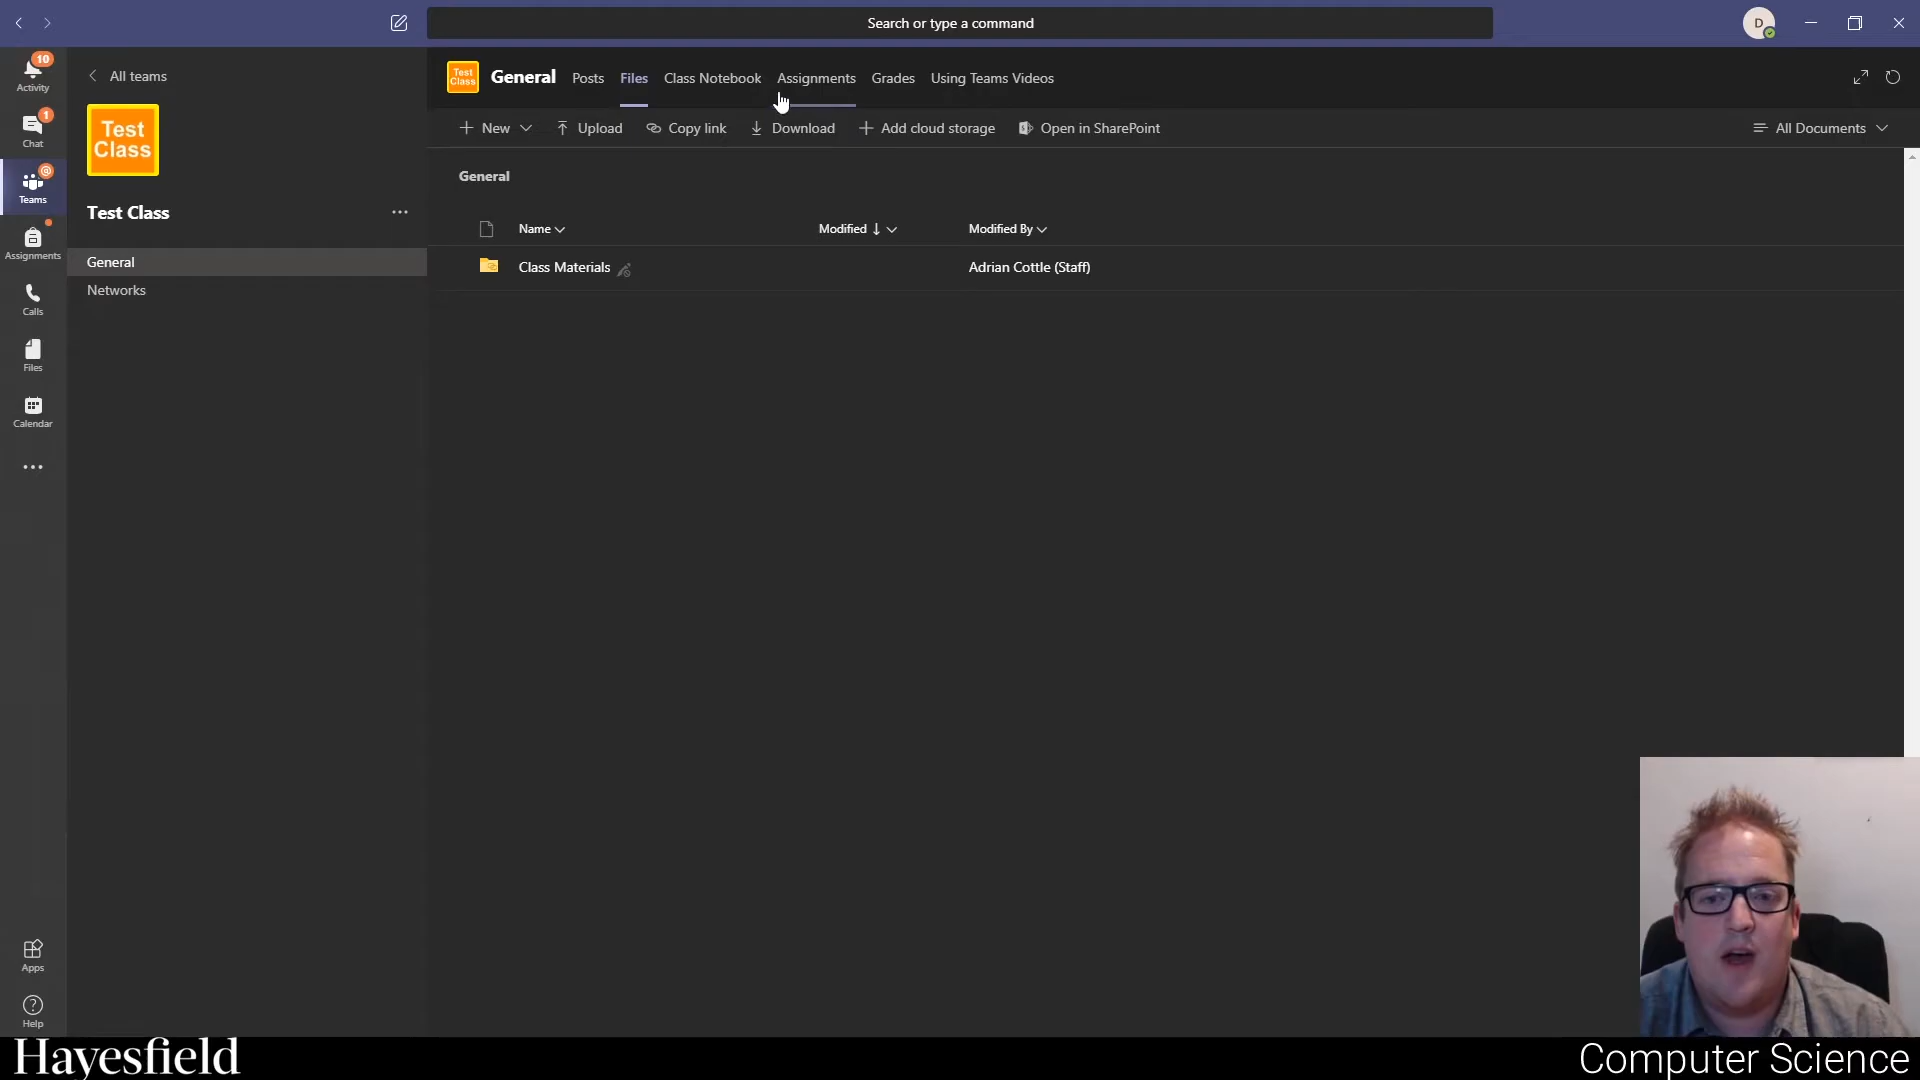 Search or type a command
D
10
Activity
1
Chat
@
Teams
Assignments
Calls
Files
Calendar
Apps
Help
All teams
Test
Class
Test Class
General
Networks
Test
Class
General
Posts
Files
Class Notebook
Assignments
Grades
Using Teams Videos
New
Upload
Copy link
Download
Add cloud storage
Open in SharePoint
All Documents
General
Name
Modified
Modified By
Class Materials
Adrian Cottle (Staff)
Hayesfield
Computer Science